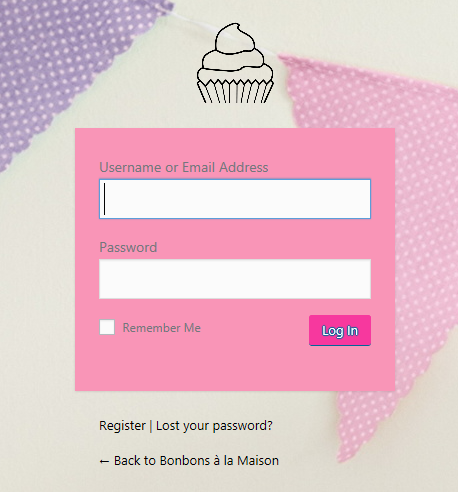 Username or Email Address
Password
Remember Me
Log In
Register | Lost your password?
← Back to Bonbons à la Maison